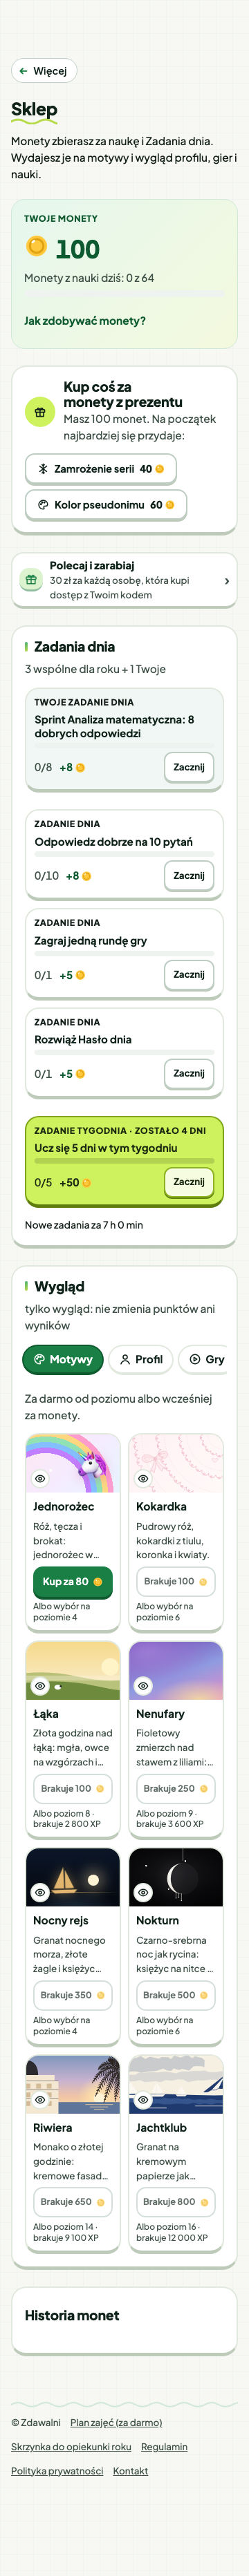 ← Więcej
Sklep
Monety zbierasz za naukę i Zadania dnia.
Wydajesz je na motywy i wygląd profilu, gier i
nauki.
TWOJE MONETY
100
Monety z nauki dziś: 0 z 64
Jak zdobywać monety?
Kup coś za
monety z prezentu
Masz 100 monet. Na początek
najbardziej się przydaje:
Zamrożenie serii 40
Kolor pseudonimu 60
Polecaj i zarabiaj
30 zł za każdą osobę, która kupi
dostęp z Twoim kodem
Zadania dnia
3 wspólne dla roku + 1 Twoje
TWOJE ZADANIE DNIA
Sprint Analiza matematyczna: 8
dobrych odpowiedzi
0/8 +8 Zacznij
ZADANIE DNIA
Odpowiedz dobrze na 10 pytań
0/10 +8 Zacznij
ZADANIE DNIA
Zagraj jedną rundę gry
0/1 +5 Zacznij
ZADANIE DNIA
Rozwiąż Hasło dnia
0/1 +5 Zacznij
ZADANIE TYGODNIA · ZOSTAŁO 4 DNI
Ucz się 5 dni w tym tygodniu
0/5 +50 Zacznij
Nowe zadania za 7 h 0 min
Wygląd
tylko wygląd: nie zmienia punktów ani
wyników
Motywy Profil Gry
Za darmo od poziomu albo wcześniej
za monety.
Jednorożec
Róż, tęcza i
brokat:
jednorożec w…
Kup za 80
Albo wybór na
poziomie 4
Kokardka
Pudrowy róż,
kokardki z tiulu,
koronka i kwiaty.
Brakuje 100
Albo wybór na
poziomie 6
Łąka
Złota godzina nad
łąką: mgła, owce
na wzgórzach i…
Brakuje 100
Albo poziom 8 ·
brakuje 2 800 XP
Nenufary
Fioletowy
zmierzch nad
stawem z liliami:…
Brakuje 250
Albo poziom 9 ·
brakuje 3 600 XP
Nocny rejs
Granat nocnego
morza, złote
żagle i księżyc…
Brakuje 350
Albo wybór na
poziomie 4
Nokturn
Czarno-srebrna
noc jak rycina:
księżyc na nitce…
Brakuje 500
Albo wybór na
poziomie 6
Riwiera
Monako o złotej
godzinie:
kremowe fasad…
Brakuje 650
Albo poziom 14 ·
brakuje 9 100 XP
Jachtklub
Granat na
kremowym
papierze jak…
Brakuje 800
Albo poziom 16 ·
brakuje 12 000 XP
Historia monet
© Zdawalni Plan zajęć (za darmo)
Skrzynka do opiekunki roku Regulamin
Polityka prywatności Kontakt